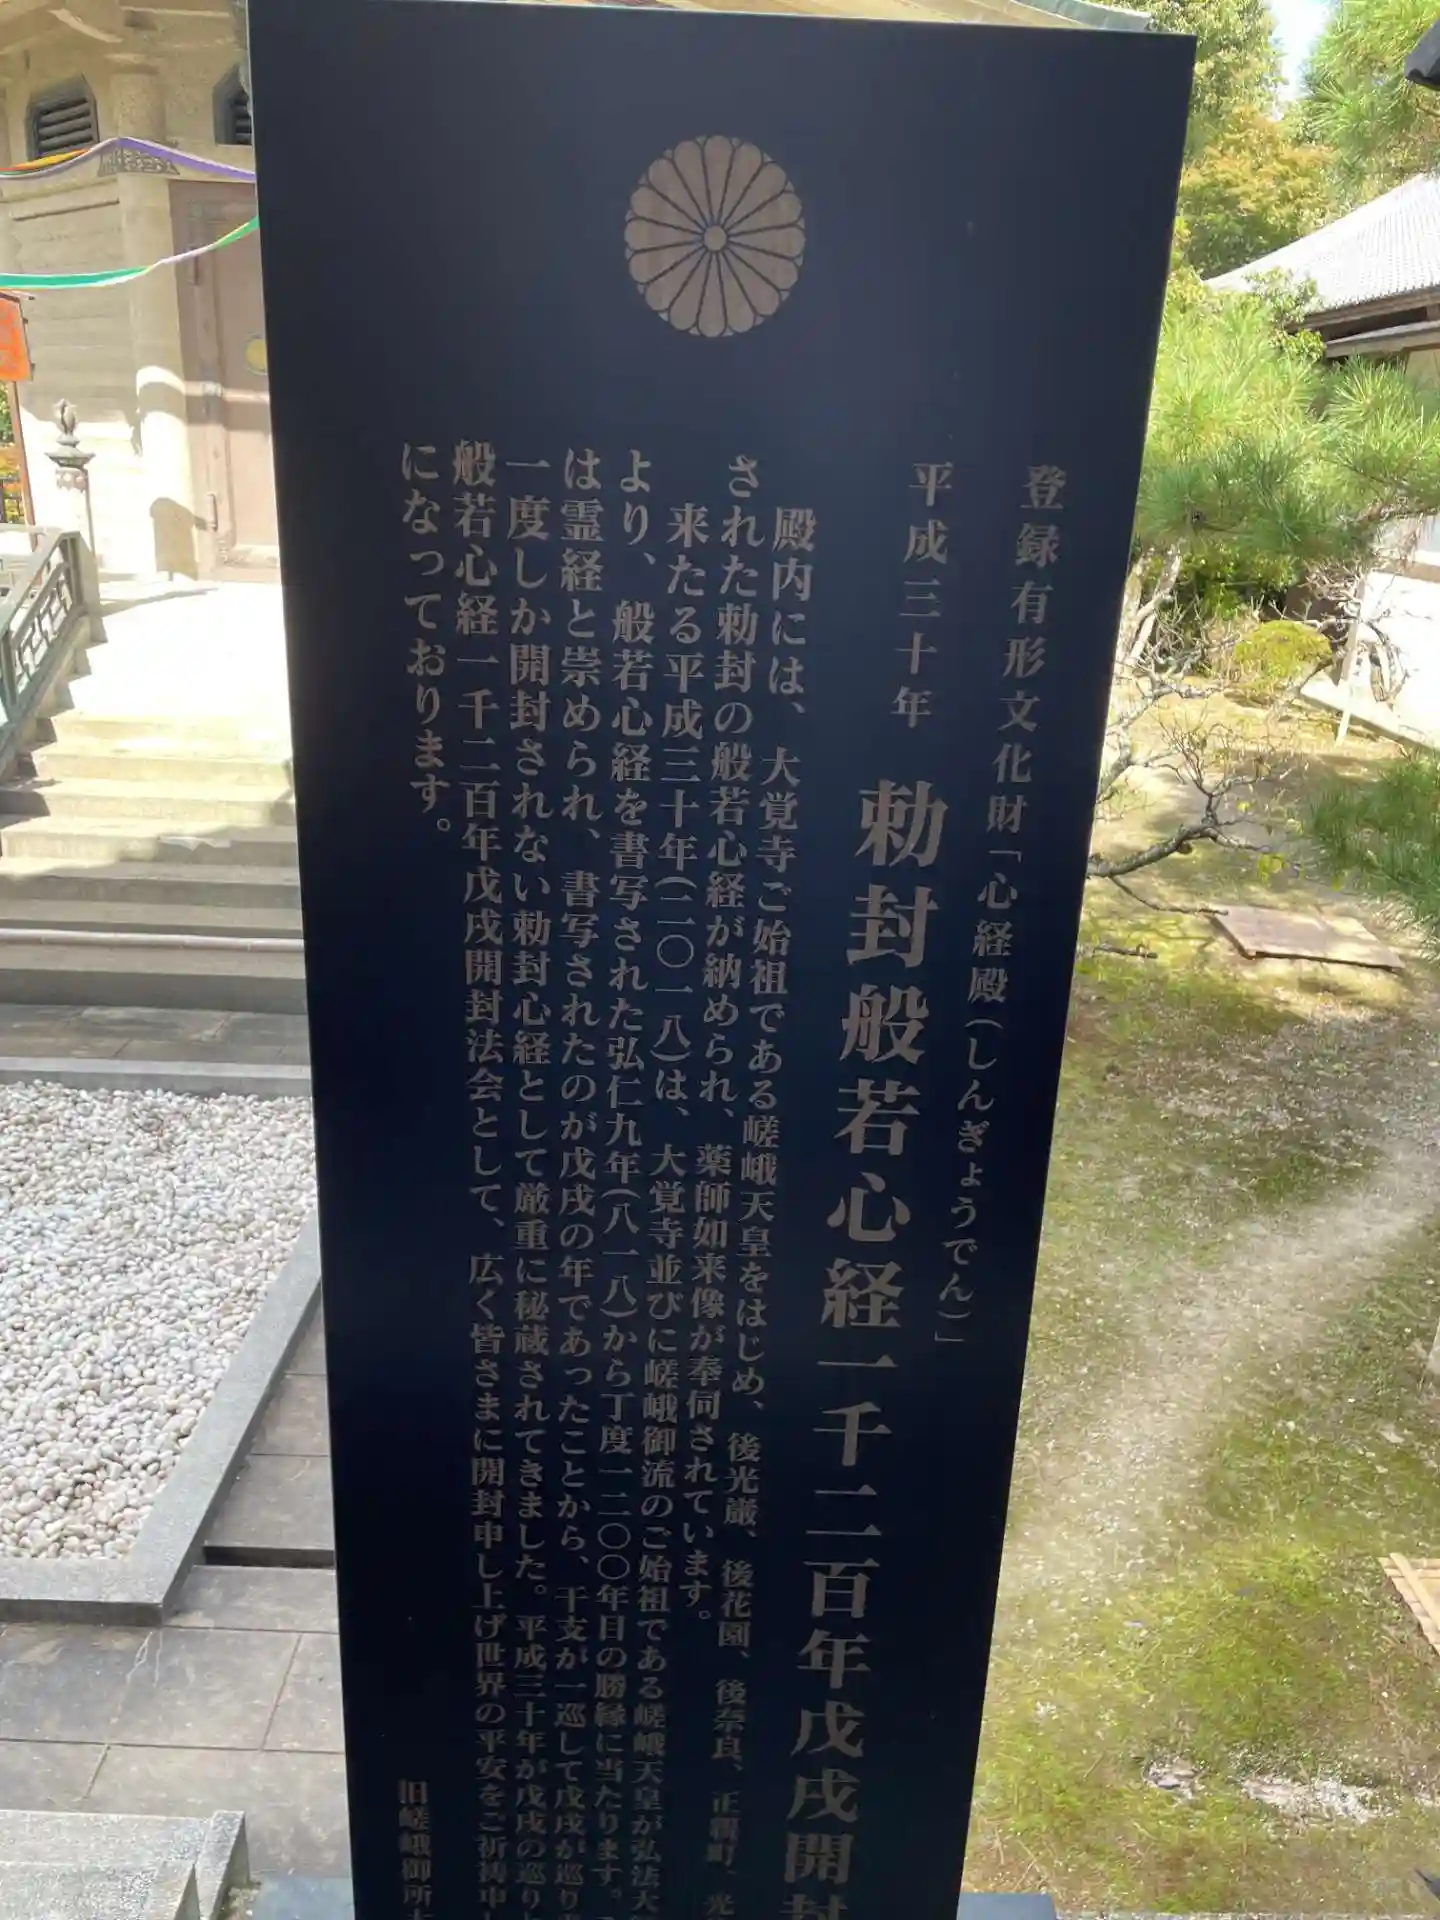 登録有形文化財「心経殿(しんぎょうでん)」
平成三十年 勅封般若心経一千二百年戊戌開封
殿内には、大覚寺ご始祖である嵯峨天皇をはじめ、後光厳、後花園、後奈良、正親町、光
された勅封の般若心経が納められ、薬師如来像が奉伺されています。
来たる平成三十年(二〇一八)は、大覚寺並びに嵯峨御流のご始祖である嵯峨天皇が弘法大
より、般若心経を書写された弘仁九年(八一八)から丁度一二〇〇年目の勝縁に当たります。
は霊経と崇められ、書写されたのが戊戌の年であったことから、干支が一巡して戊戌が巡り
一度しか開封されない勅封心経として厳重に秘蔵されてきました。平成三十年が戊戌の巡り
般若心経一千二百年戊戌開封法会として、広く皆さまに開封申し上げ世界の平安をご祈祷申し
になっております。
旧嵯峨御所